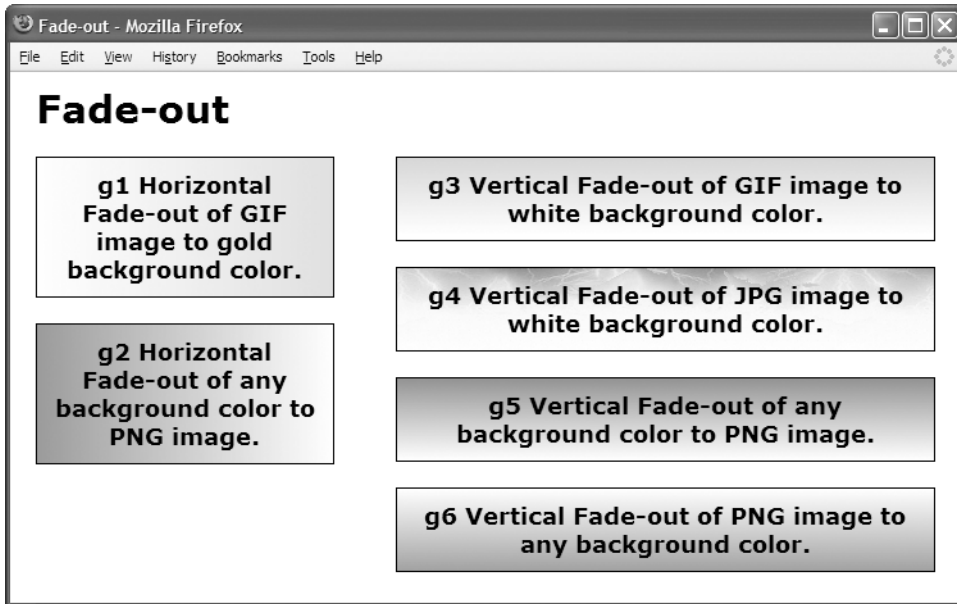 Fade-out - Mozilla Firefox
File Edit View History Bookmarks Tools Help
Fade-out
g1 Horizontal
Fade-out of GIF
image to gold
background color.
g2 Horizontal
Fade-out of any
background color to
PNG image.
g3 Vertical Fade-out of GIF image to
white background color.
g4 Vertical Fade-out of JPG image to
white background color.
g5 Vertical Fade-out of any
background color to PNG image.
g6 Vertical Fade-out of PNG image to
any background color.